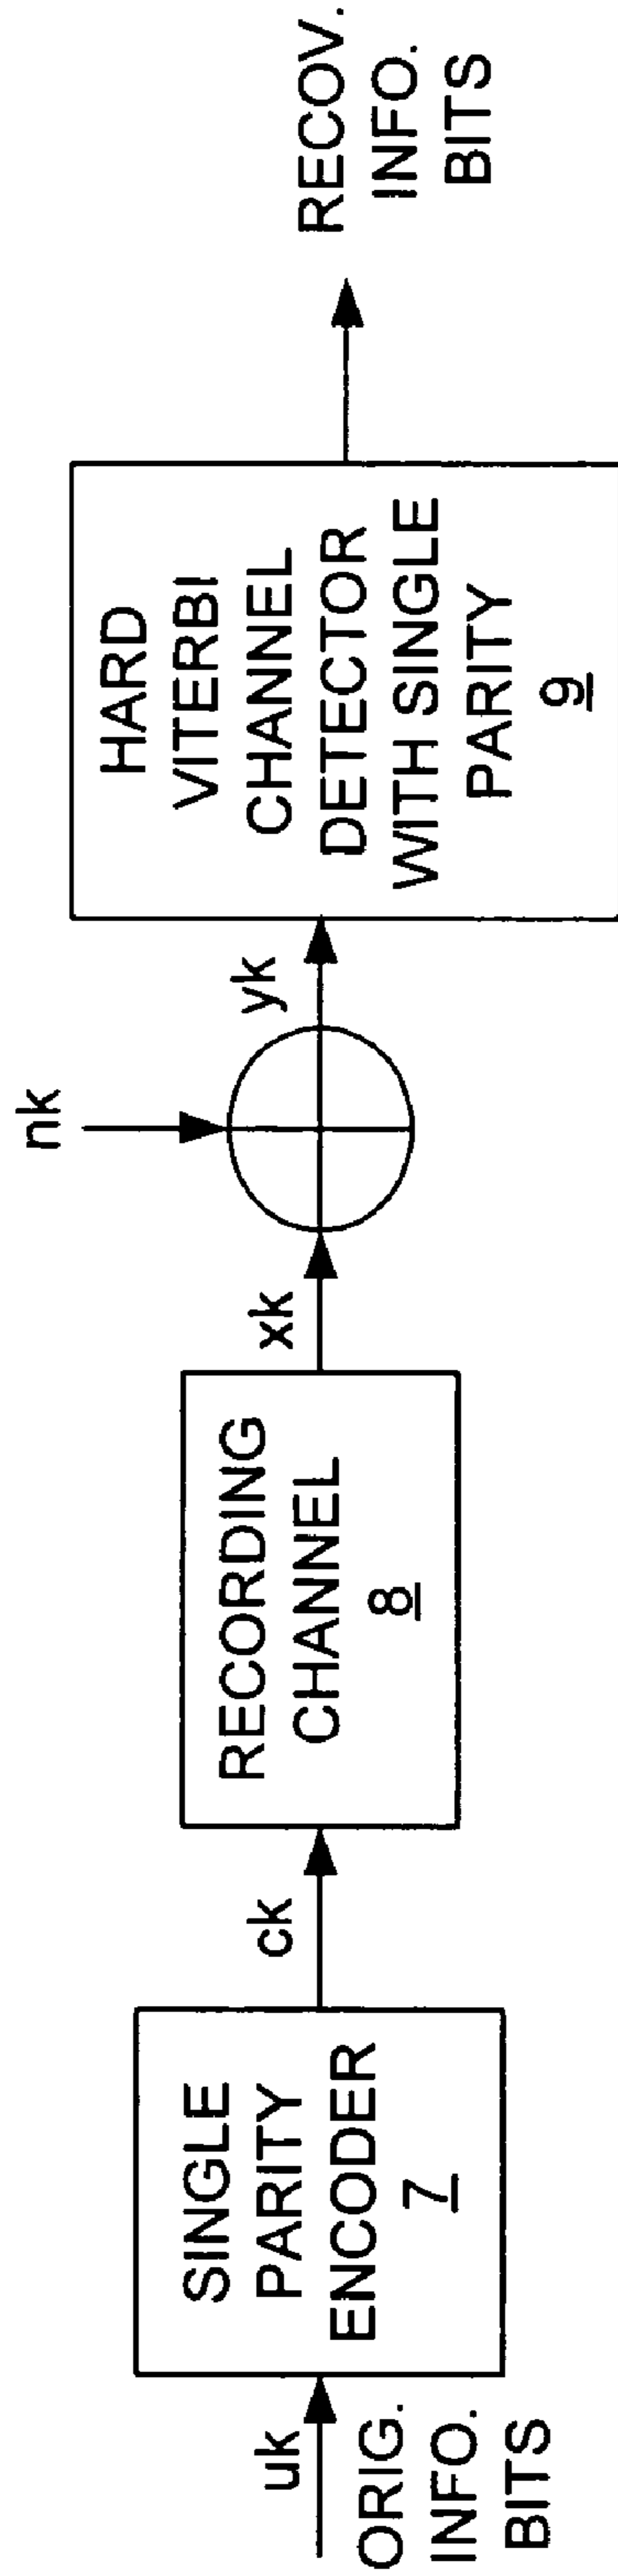 uk
ORIG.
INFO.
BITS
SINGLE
PARITY
ENCODER
7
ck
RECORDING
CHANNEL
8
xk
nk
yk
HARD
VITERBI
CHANNEL
DETECTOR
WITH SINGLE
PARITY
9
RECOV.
INFO.
BITS